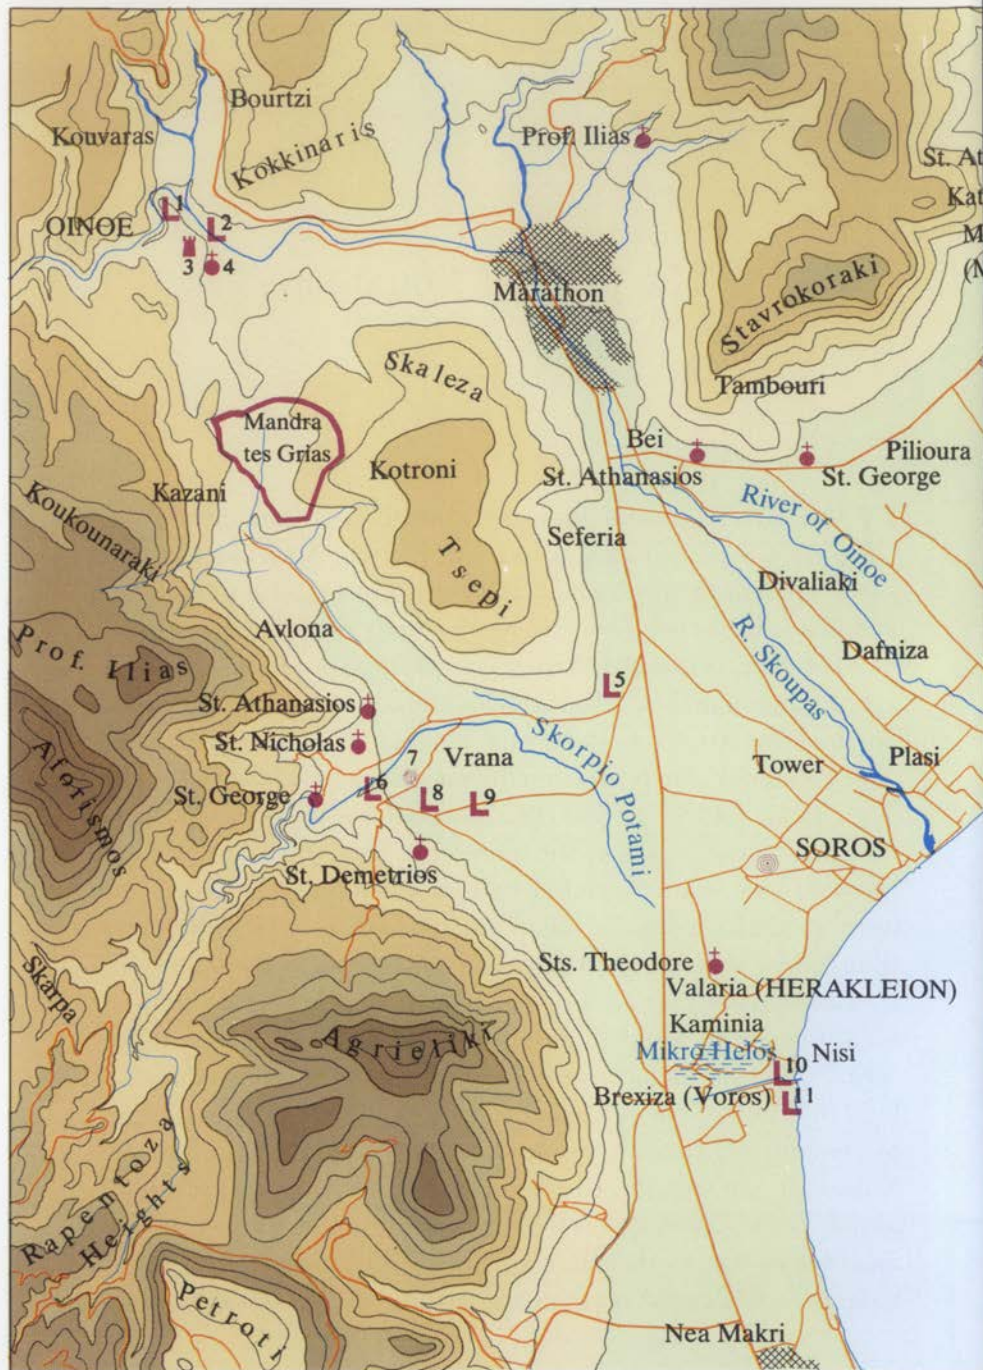 Bourtzi
Kouvaras
Kokkinaris
Prof. Ilias
St. At
Kat
M
(M
OINOE
1
2
3
4
Marathon
Stavrokoraki
Skaleza
Tambouri
Mandra
tes Grias
Kotroni
Bei
Pilioura
St. Athanasios
St. George
Kazani
Koukounaraki
River of Oinoe
Seferia
Tsepi
Divaliaki
Avlona
R. Skoupas
Dafniza
Prof. Ilias
5
St. Athanasios
Skorpio Potami
St. Nicholas
Aforismos
7
Vrana
Tower
Plasi
St. George
6
8
9
SOROS
St. Demetrios
Sts. Theodore
Skarpa
Valaria (HERAKLEION)
Kaminia
Agrieliki
Mikro Helos
Nisi
10
Brexiza (Voros)
11
Rapentoza
Heights
Petroti
Nea Makri